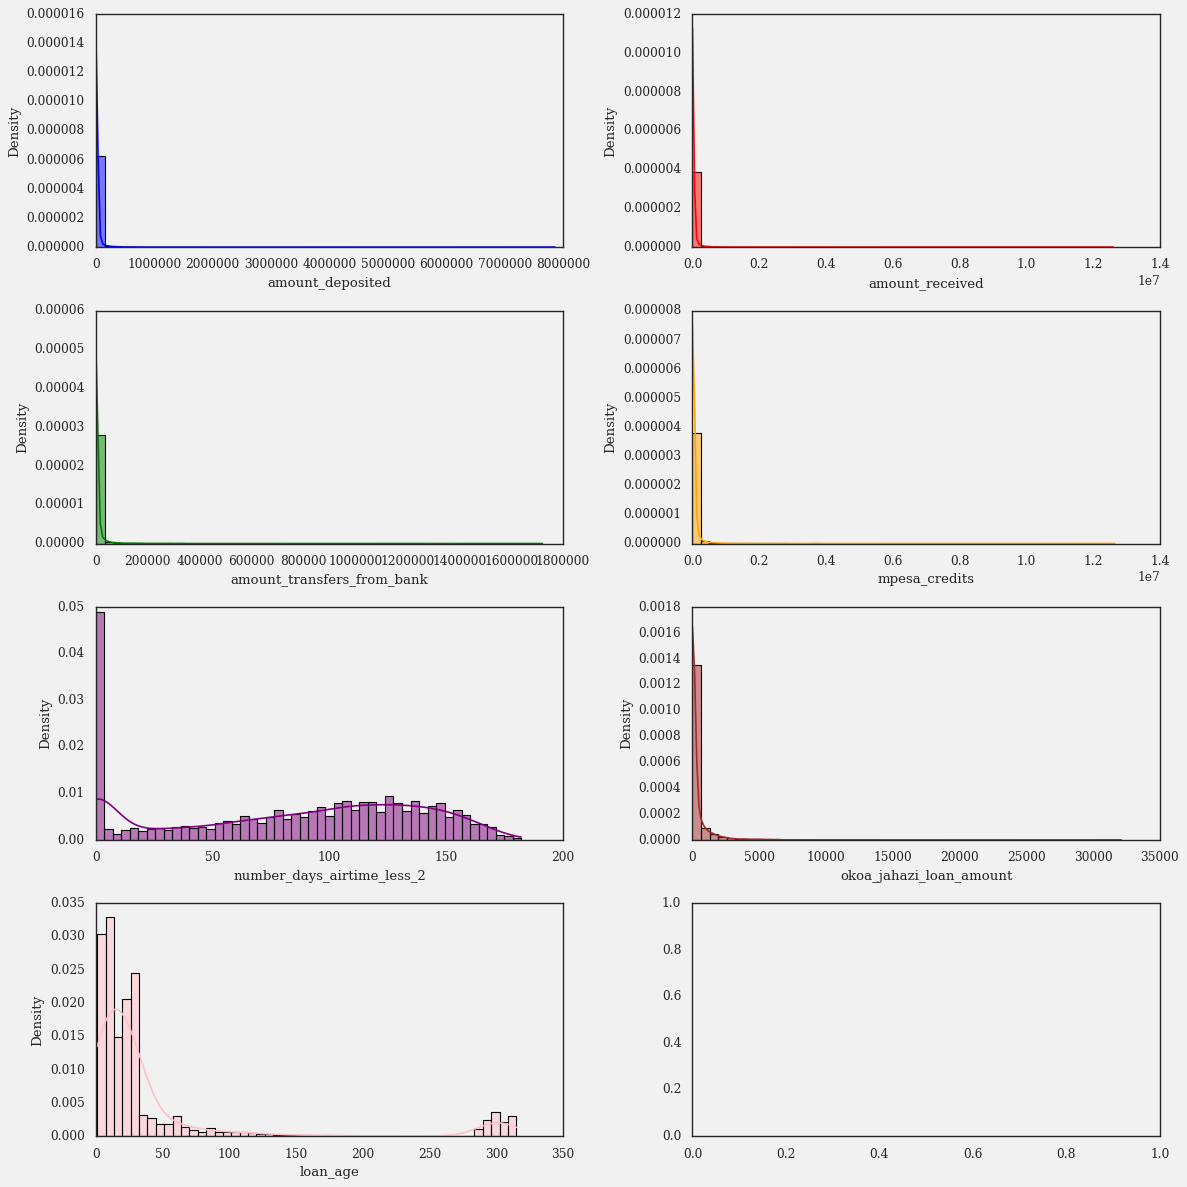 0.000016
0.000014
0.000012
0.000010
0.000008
0.000006
0.000004
0.000002
0.000000
Density
0 1000000 2000000 3000000 4000000 5000000 6000000 7000000 8000000
amount_deposited
0.000012
0.000010
0.000008
0.000006
0.000004
0.000002
0.000000
Density
0.0 0.2 0.4 0.6 0.8 1.0 1.2 1.4
1e7
amount_received
0.00006
0.00005
0.00004
0.00003
0.00002
0.00001
0.00000
Density
0 200000 400000 600000 800000 1000000 1200000 1400000 1600000 1800000
amount_transfers_from_bank
0.000008
0.000007
0.000006
0.000005
0.000004
0.000003
0.000002
0.000001
0.000000
Density
0.0 0.2 0.4 0.6 0.8 1.0 1.2 1.4
1e7
mpesa_credits
0.05
0.04
0.03
0.02
0.01
0.00
Density
0 50 100 150 200
number_days_airtime_less_2
0.0018
0.0016
0.0014
0.0012
0.0010
0.0008
0.0006
0.0004
0.0002
0.0000
Density
0 5000 10000 15000 20000 25000 30000 35000
okoa_jahazi_loan_amount
0.035
0.030
0.025
0.020
0.015
0.010
0.005
0.000
Density
0 50 100 150 200 250 300 350
loan_age
1.0
0.8
0.6
0.4
0.2
0.0
0.0 0.2 0.4 0.6 0.8 1.0